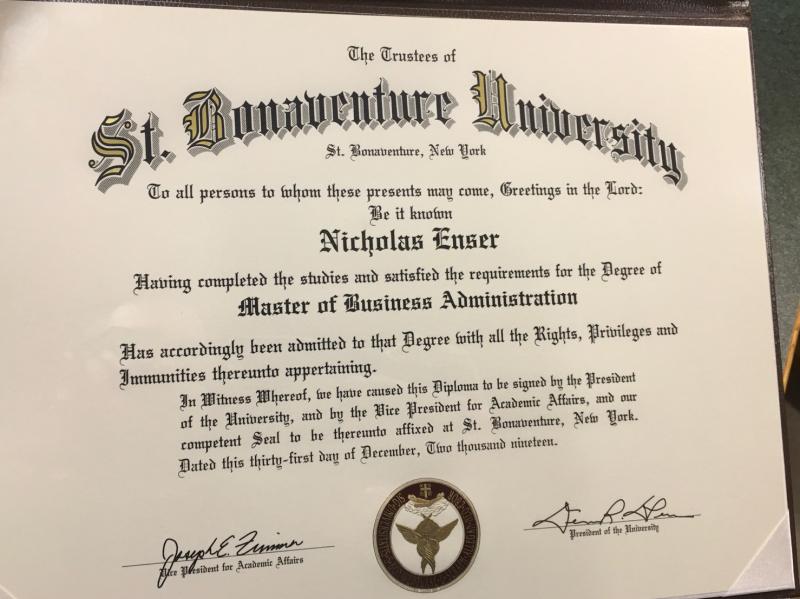 The Trustees of
St. Bonaventure University
St. Bonaventure, New York
To all persons to whom these presents may come, Greetings in the Lord:
Be it known
Nicholas Enser
Having completed the studies and satisfied the requirements for the Degree of
Master of Business Administration
Has accordingly been admitted to that Degree with all the Rights, Privileges and
Immunities thereunto appertaining.
In Witness Whereof, we have caused this Diploma to be signed by the President
of the University, and by the Vice President for Academic Affairs, and our
competent Seal to be thereunto affixed at St. Bonaventure, New York.
Dated this thirty-first day of December, Two thousand nineteen.
Joseph E. Zimmer
Vice President for Academic Affairs
President of the University